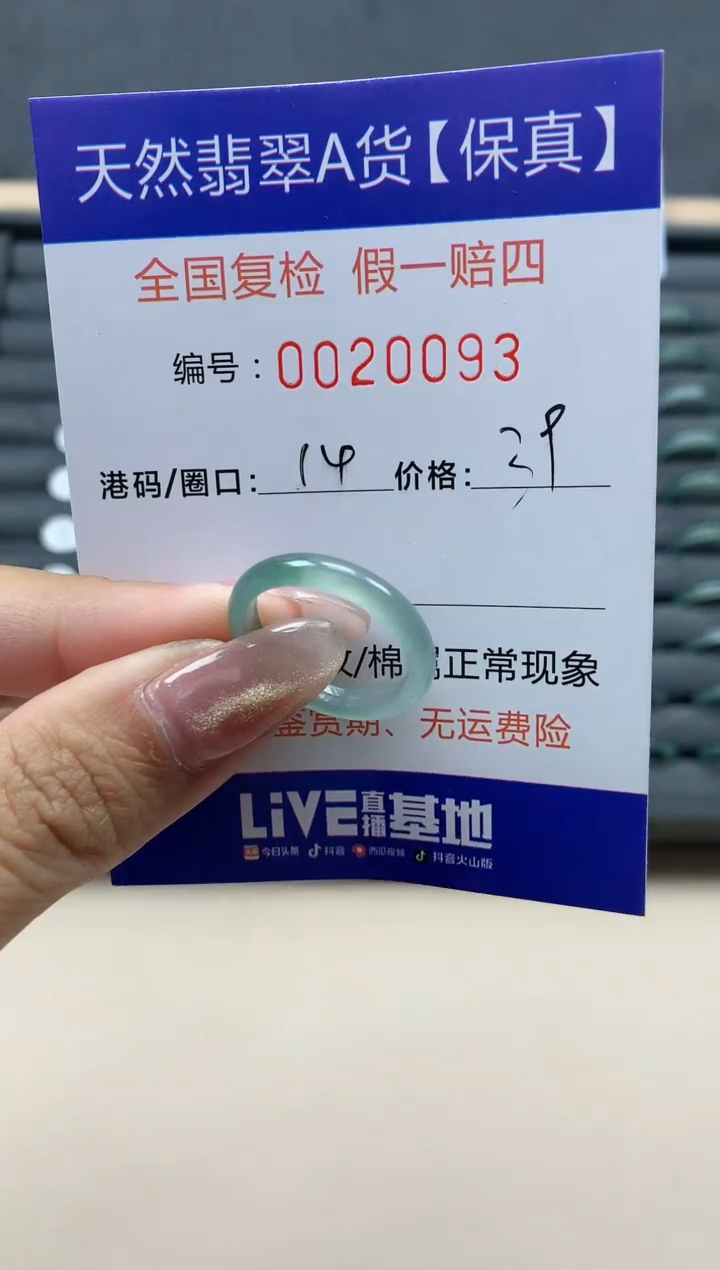 天然翡翠A货【保真】
全国复检 假一赔四
编号：0020093
港码/圈口：14 价格：
/棉 正常现象
鉴赏期、无运费险
LiVE直播基地
今日头条 抖音 西瓜视频 抖音火山版